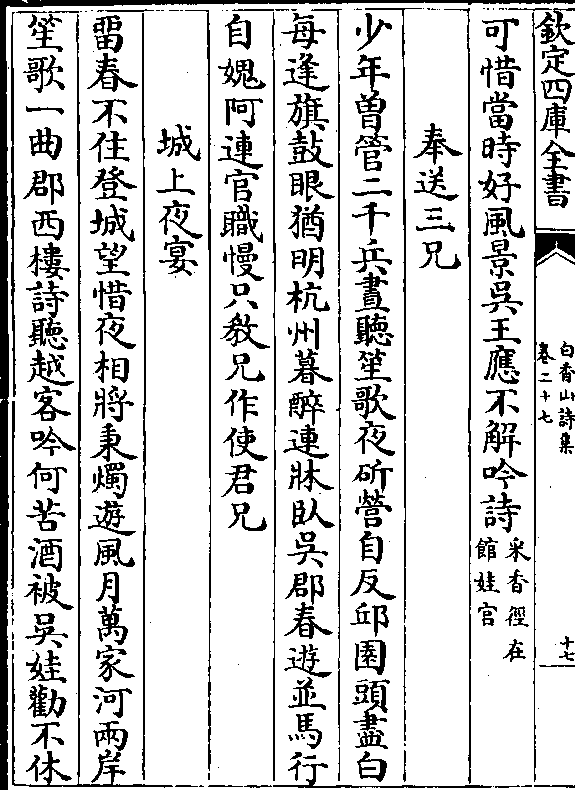 欽定四庫全書
白香山詩集
卷二十七
十七
可惜當時好風景吳王應不解吟詩
采香徑在
館娃宮
奉送三兄
少年曾管二千兵晝聽笙歌夜斫營自反邱園頭盡白
每逢旗鼓眼猶明杭州暮醉連牀臥吳郡春遊並馬行
自媿阿連官職慢只教兄作使君兄
城上夜宴
留春不住登城望惜夜相將秉燭遊風月萬家河兩岸
笙歌一曲郡西樓詩聽越客吟何苦酒被吳娃勸不休